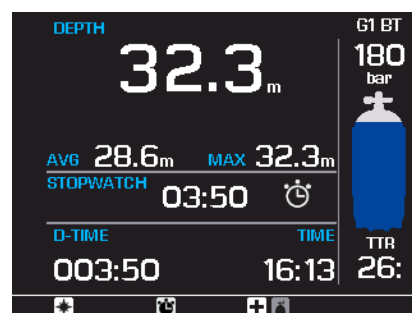 DEPTH
32.3m
AVG 28.6m MAX 32.3m
STOPWATCH
03:50
D-TIME TIME
003:50 16:13
G1 BT
180
bar
TTR
26: